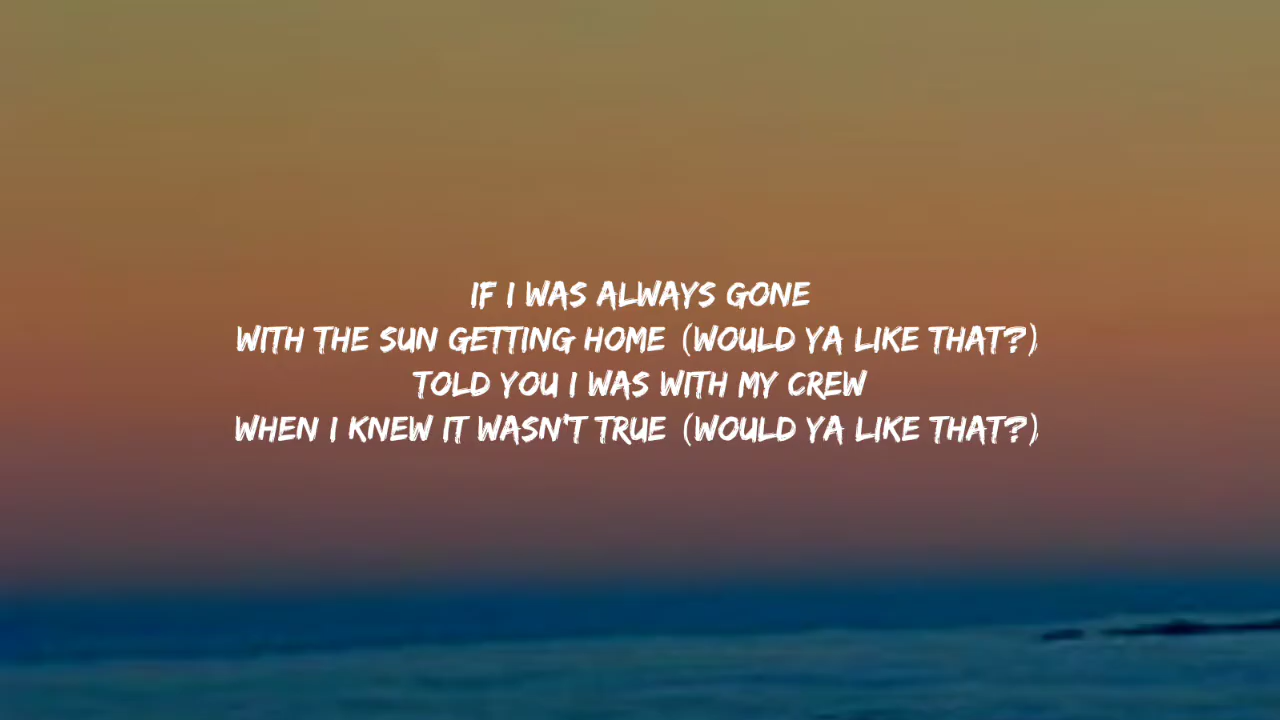 IF I WAS ALWAYS GONE
WITH THE SUN GETTING HOME (WOULD YA LIKE THAT?)
TOLD YOU I WAS WITH MY CREW
WHEN I KNEW IT WASN'T TRUE (WOULD YA LIKE THAT?)